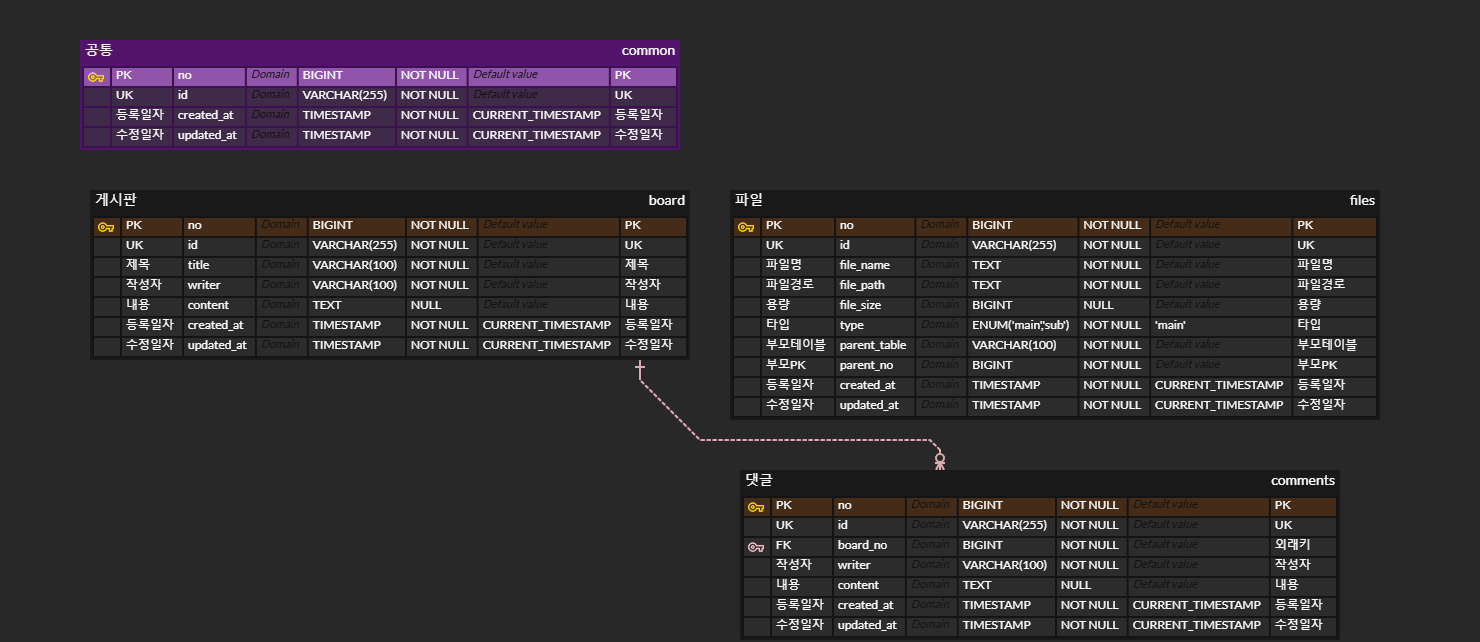 공통 common
PK no Domain BIGINT NOT NULL Default value PK
UK id Domain VARCHAR(255) NOT NULL Default value UK
등록일자 created_at Domain TIMESTAMP NOT NULL CURRENT_TIMESTAMP 등록일자
수정일자 updated_at Domain TIMESTAMP NOT NULL CURRENT_TIMESTAMP 수정일자
게시판 board
PK no Domain BIGINT NOT NULL Default value PK
UK id Domain VARCHAR(255) NOT NULL Default value UK
제목 title Domain VARCHAR(100) NOT NULL Default value 제목
작성자 writer Domain VARCHAR(100) NOT NULL Default value 작성자
내용 content Domain TEXT NULL Default value 내용
등록일자 created_at Domain TIMESTAMP NOT NULL CURRENT_TIMESTAMP 등록일자
수정일자 updated_at Domain TIMESTAMP NOT NULL CURRENT_TIMESTAMP 수정일자
파일 files
PK no Domain BIGINT NOT NULL Default value PK
UK id Domain VARCHAR(255) NOT NULL Default value UK
파일명 file_name Domain TEXT NOT NULL Default value 파일명
파일경로 file_path Domain TEXT NOT NULL Default value 파일경로
용량 file_size Domain BIGINT NULL Default value 용량
타입 type Domain ENUM('main','sub') NOT NULL 'main' 타입
부모테이블 parent_table Domain VARCHAR(100) NOT NULL Default value 부모테이블
부모PK parent_no Domain BIGINT NOT NULL Default value 부모PK
등록일자 created_at Domain TIMESTAMP NOT NULL CURRENT_TIMESTAMP 등록일자
수정일자 updated_at Domain TIMESTAMP NOT NULL CURRENT_TIMESTAMP 수정일자
댓글 comments
PK no Domain BIGINT NOT NULL Default value PK
UK id Domain VARCHAR(255) NOT NULL Default value UK
FK board_no Domain BIGINT NOT NULL Default value 외래키
작성자 writer Domain VARCHAR(100) NOT NULL Default value 작성자
내용 content Domain TEXT NULL Default value 내용
등록일자 created_at Domain TIMESTAMP NOT NULL CURRENT_TIMESTAMP 등록일자
수정일자 updated_at Domain TIMESTAMP NOT NULL CURRENT_TIMESTAMP 수정일자